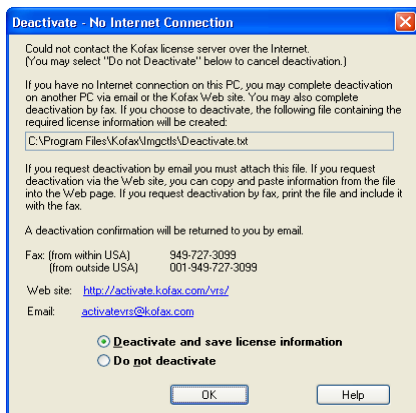 Deactivate - No Internet Connection
Could not contact the Kofax license server over the Internet.
(You may select "Do not Deactivate" below to cancel deactivation.)
If you have no Internet connection on this PC, you may complete deactivation
on another PC via email or the Kofax Web site. You may also complete
deactivation by fax. If you choose to deactivate, the following file containing the
required license information will be created:
C:\Program Files\Kofax\Imgctls\Deactivate.txt
If you request deactivation by email you must attach this file. If you request
deactivation via the Web site, you can copy and paste information from the file
into the Web page. If you request deactivation by fax, print the file and include it
with the fax.
A deactivation confirmation will be returned to you by email.
Fax: (from within USA) 949-727-3099
(from outside USA) 001-949-727-3099
Web site: http://activate.kofax.com/vrs/
Email: activatevrs@kofax.com
Deactivate and save license information
Do not deactivate
OK Help